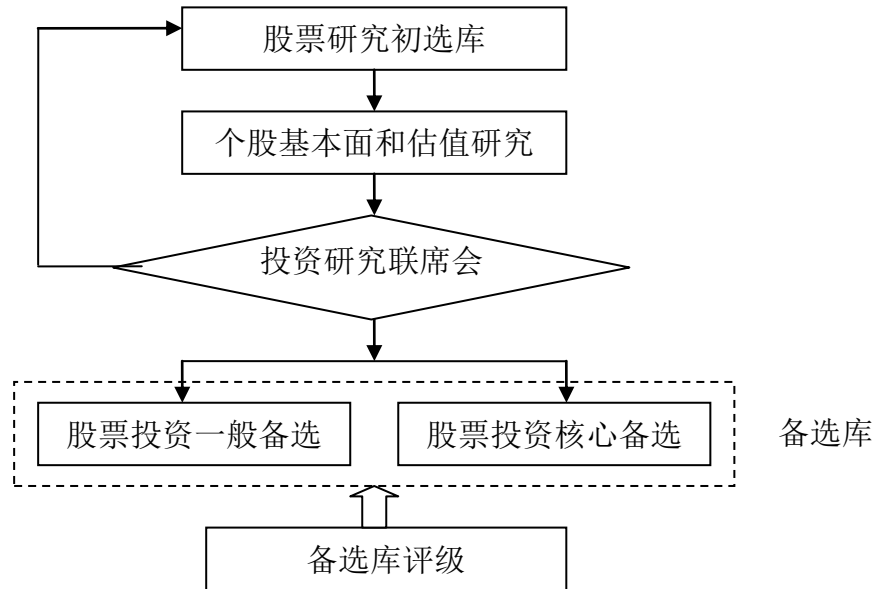 股票研究初选库
个股基本面和估值研究
投资研究联席会
股票投资一般备选
股票投资核心备选
备选库
备选库评级